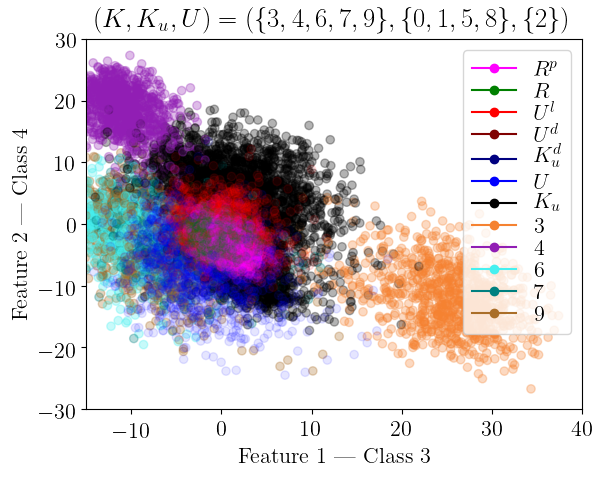 (K, K_u, U) = ({3, 4, 6, 7, 9}, {0, 1, 5, 8}, {2})
30
20
10
0
−10
−20
−30
Feature 2 — Class 4
R^p
R
U^l
U^d
K_u^d
U
K_u
3
4
6
7
9
−10
0
10
20
30
40
Feature 1 — Class 3